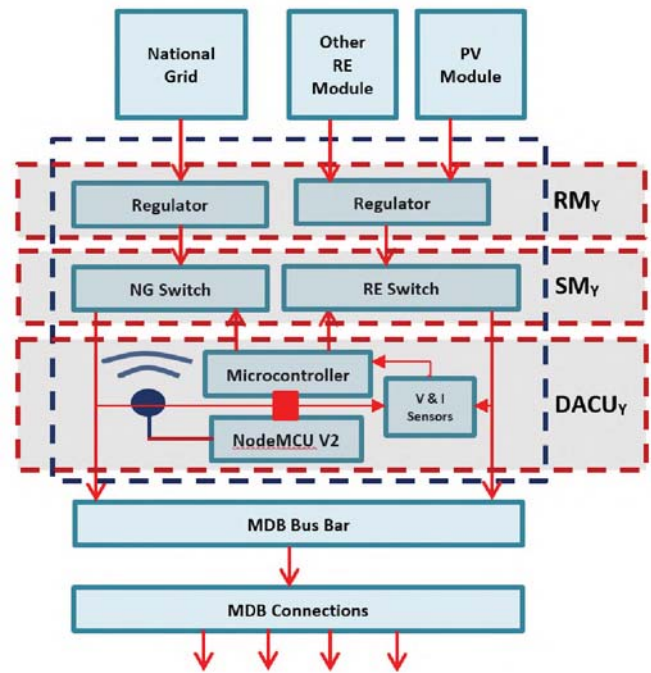 National
Grid
Other
RE
Module
PV
Module
Regulator
Regulator
RMY
NG Switch
RE Switch
SMY
Microcontroller
V & I
Sensors
DACUY
NodeMCU V2
MDB Bus Bar
MDB Connections